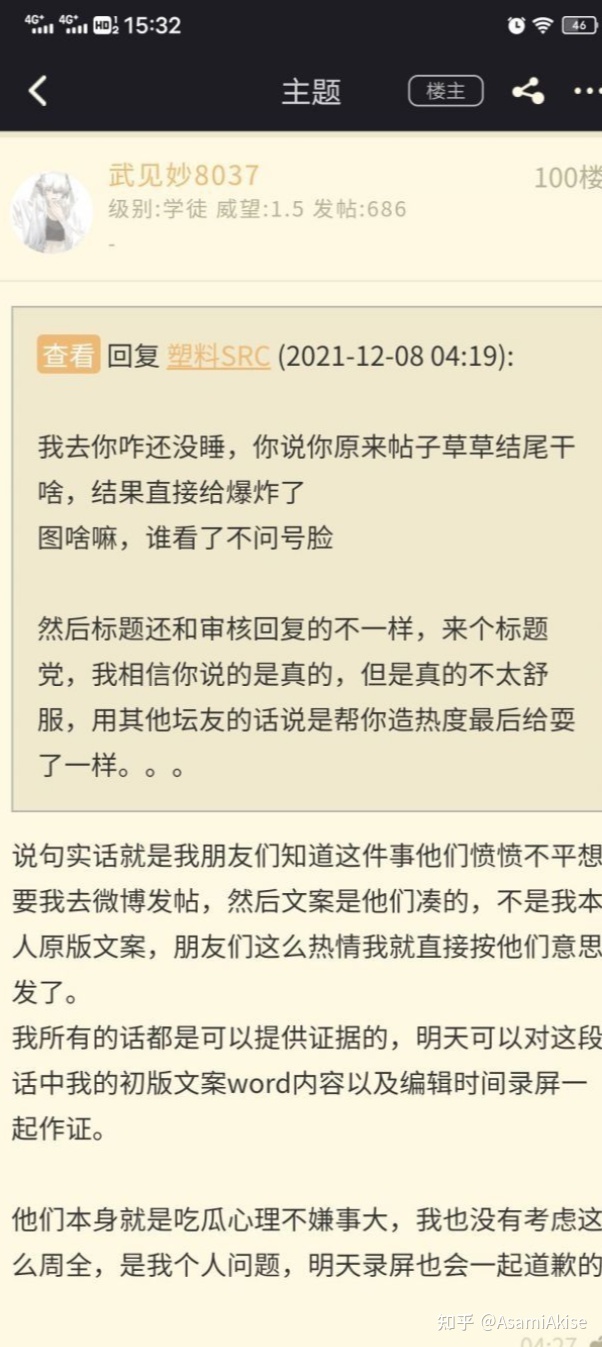 4G+ 4G+ HD 1 2 15:32 46
主题 楼主
武见妙8037 100楼
级别:学徒 威望:1.5 发帖:686
-
查看 回复 塑料SRC (2021-12-08 04:19):
我去你咋还没睡，你说你原来帖子草草结尾干
啥，结果直接给爆炸了
图啥嘛，谁看了不问号脸
然后标题还和审核回复的不一样，来个标题
党，我相信你说的是真的，但是真的不太舒
服，用其他坛友的话说是帮你造热度最后给耍
了一样。。。
说句实话就是我朋友们知道这件事他们愤愤不平想
要我去微博发帖，然后文案是他们凑的，不是我本
人原版文案，朋友们这么热情我就直接按他们意思
发了。
我所有的话都是可以提供证据的，明天可以对这段
话中我的初版文案word内容以及编辑时间录屏一
起作证。
他们本身就是吃瓜心理不嫌事大，我也没有考虑这
么周全，是我个人问题，明天录屏也会一起道歉的
知乎 @AsamiAkise
04:27